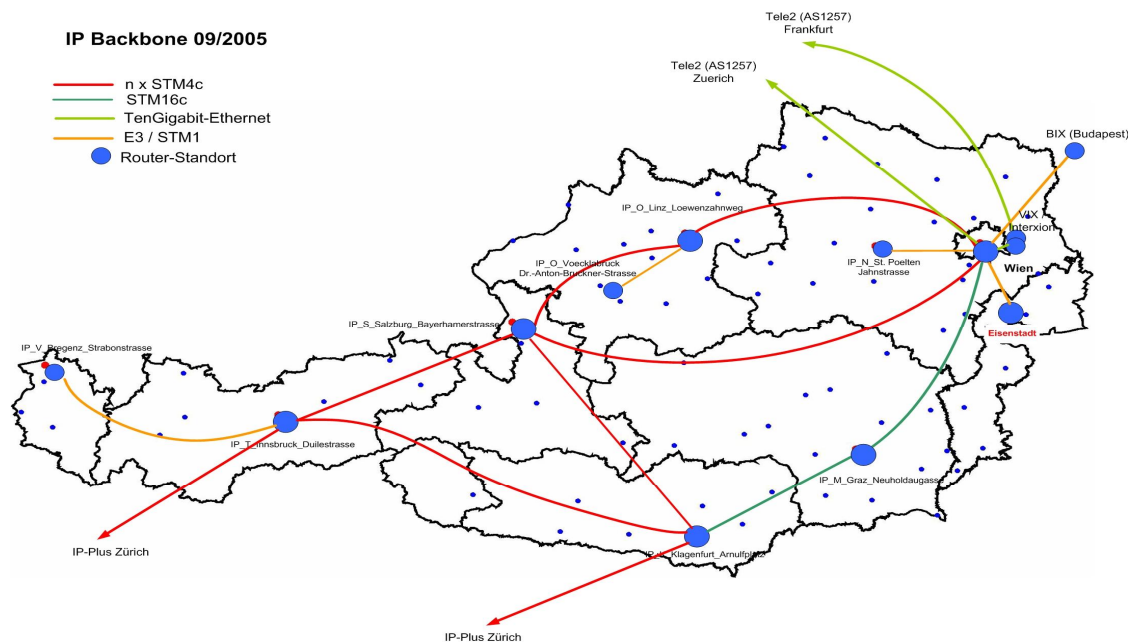 Tele2 (AS1257)
Frankfurt
IP Backbone 09/2005
Tele2 (AS1257)
Zuerich
n x STM4c
STM16c
TenGigabit-Ethernet
E3 / STM1
Router-Standort
BIX (Budapest)
IP_O_Linz_Loewenzahnweg
VIX /
Interxion
IP_O_Voecklabruck
Dr.-Anton-Bruckner-Strasse
IP_N_St. Poelten
Jahnstrasse
Wien
IP_S_Salzburg_Bayerhamerstrasse
Eisenstadt
IP_V_Bregenz_Strabonstrasse
IP_T_Innsbruck_Duilestrasse
IP_M_Graz_Neuholdaugasse
IP-Plus Zürich
Klagenfurt_Arnulfplatz
IP-Plus Zürich